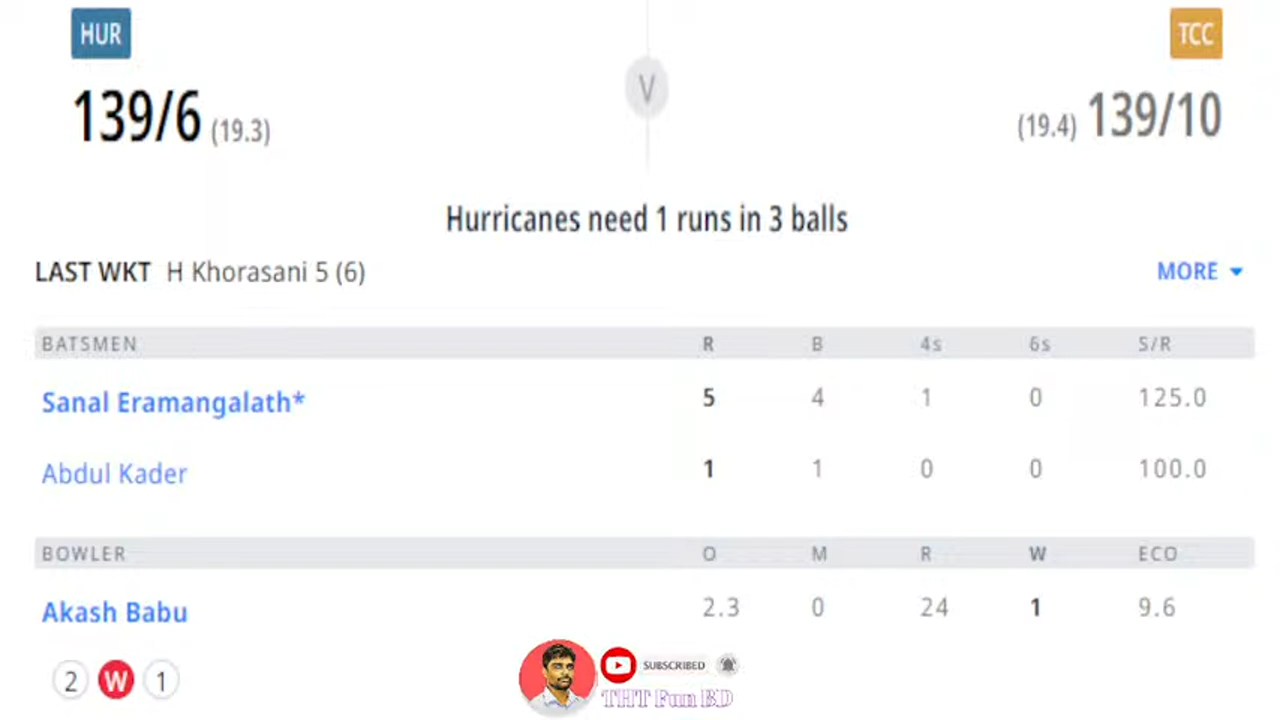 HUR V TCC
139/6 (19.3) (19.4) 139/10
Hurricanes need 1 runs in 3 balls
LAST WKT H Khorasani 5 (6) MORE
BATSMEN R B 4s 6s S/R
Sanal Eramangalath* 5 4 1 0 125.0
Abdul Kader 1 1 0 0 100.0
BOWLER O M R W ECO
Akash Babu 2.3 0 24 1 9.6
2 W 1
SUBSCRIBED
THT Fun BD